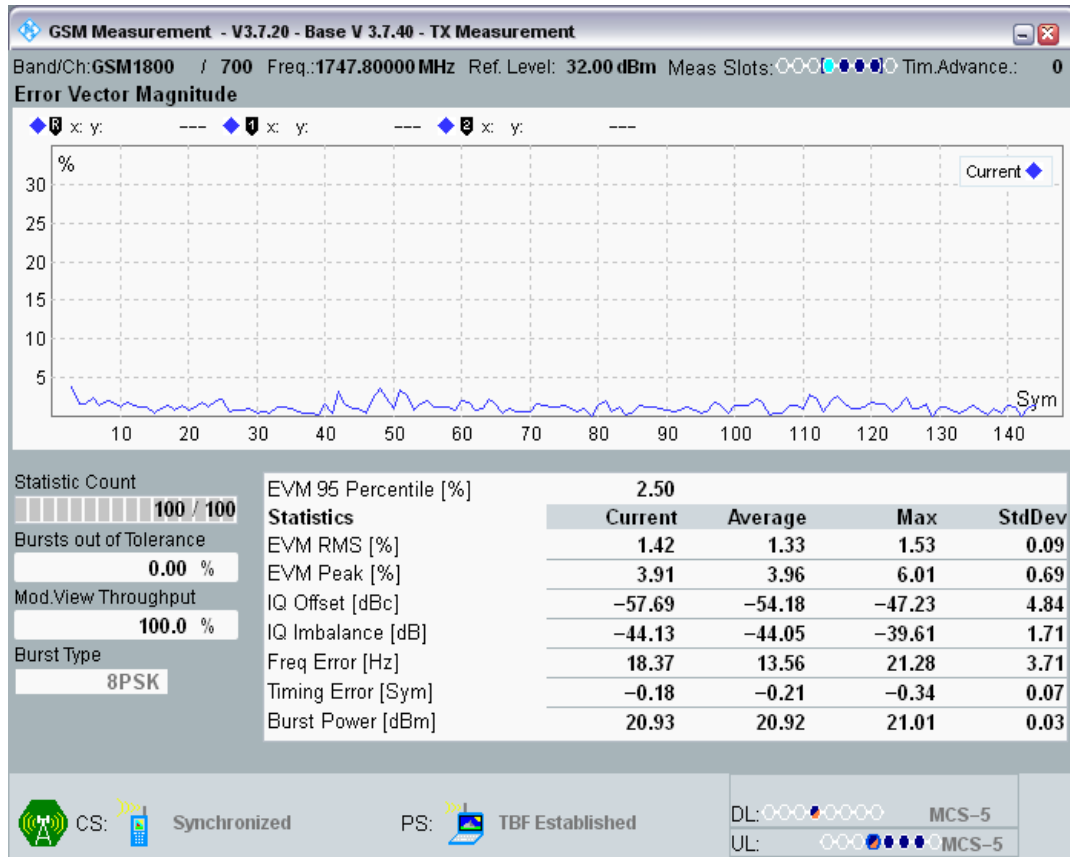 GSM Measurement - V3.7.20 - Base V 3.7.40 - TX Measurement
Band/Ch:GSM1800 / 700 Freq.:1747.80000 MHz Ref. Level: 32.00 dBm Meas Slots: Tim.Advance.: 0
Error Vector Magnitude
R x: y: --- 1 x: y: --- 2 x: y: ---
%
Current
30
25
20
15
10
5
Sym
10 20 30 40 50 60 70 80 90 100 110 120 130 140
Statistic Count
100 / 100
Bursts out of Tolerance
0.00 %
Mod.View Throughput
100.0 %
Burst Type
8PSK
EVM 95 Percentile [%] 2.50
Statistics Current Average Max StdDev
EVM RMS [%] 1.42 1.33 1.53 0.09
EVM Peak [%] 3.91 3.96 6.01 0.69
IQ Offset [dBc] −57.69 −54.18 −47.23 4.84
IQ Imbalance [dB] −44.13 −44.05 −39.61 1.71
Freq Error [Hz] 18.37 13.56 21.28 3.71
Timing Error [Sym] −0.18 −0.21 −0.34 0.07
Burst Power [dBm] 20.93 20.92 21.01 0.03
CS: Synchronized PS: TBF Established
DL: MCS−5
UL: MCS−5